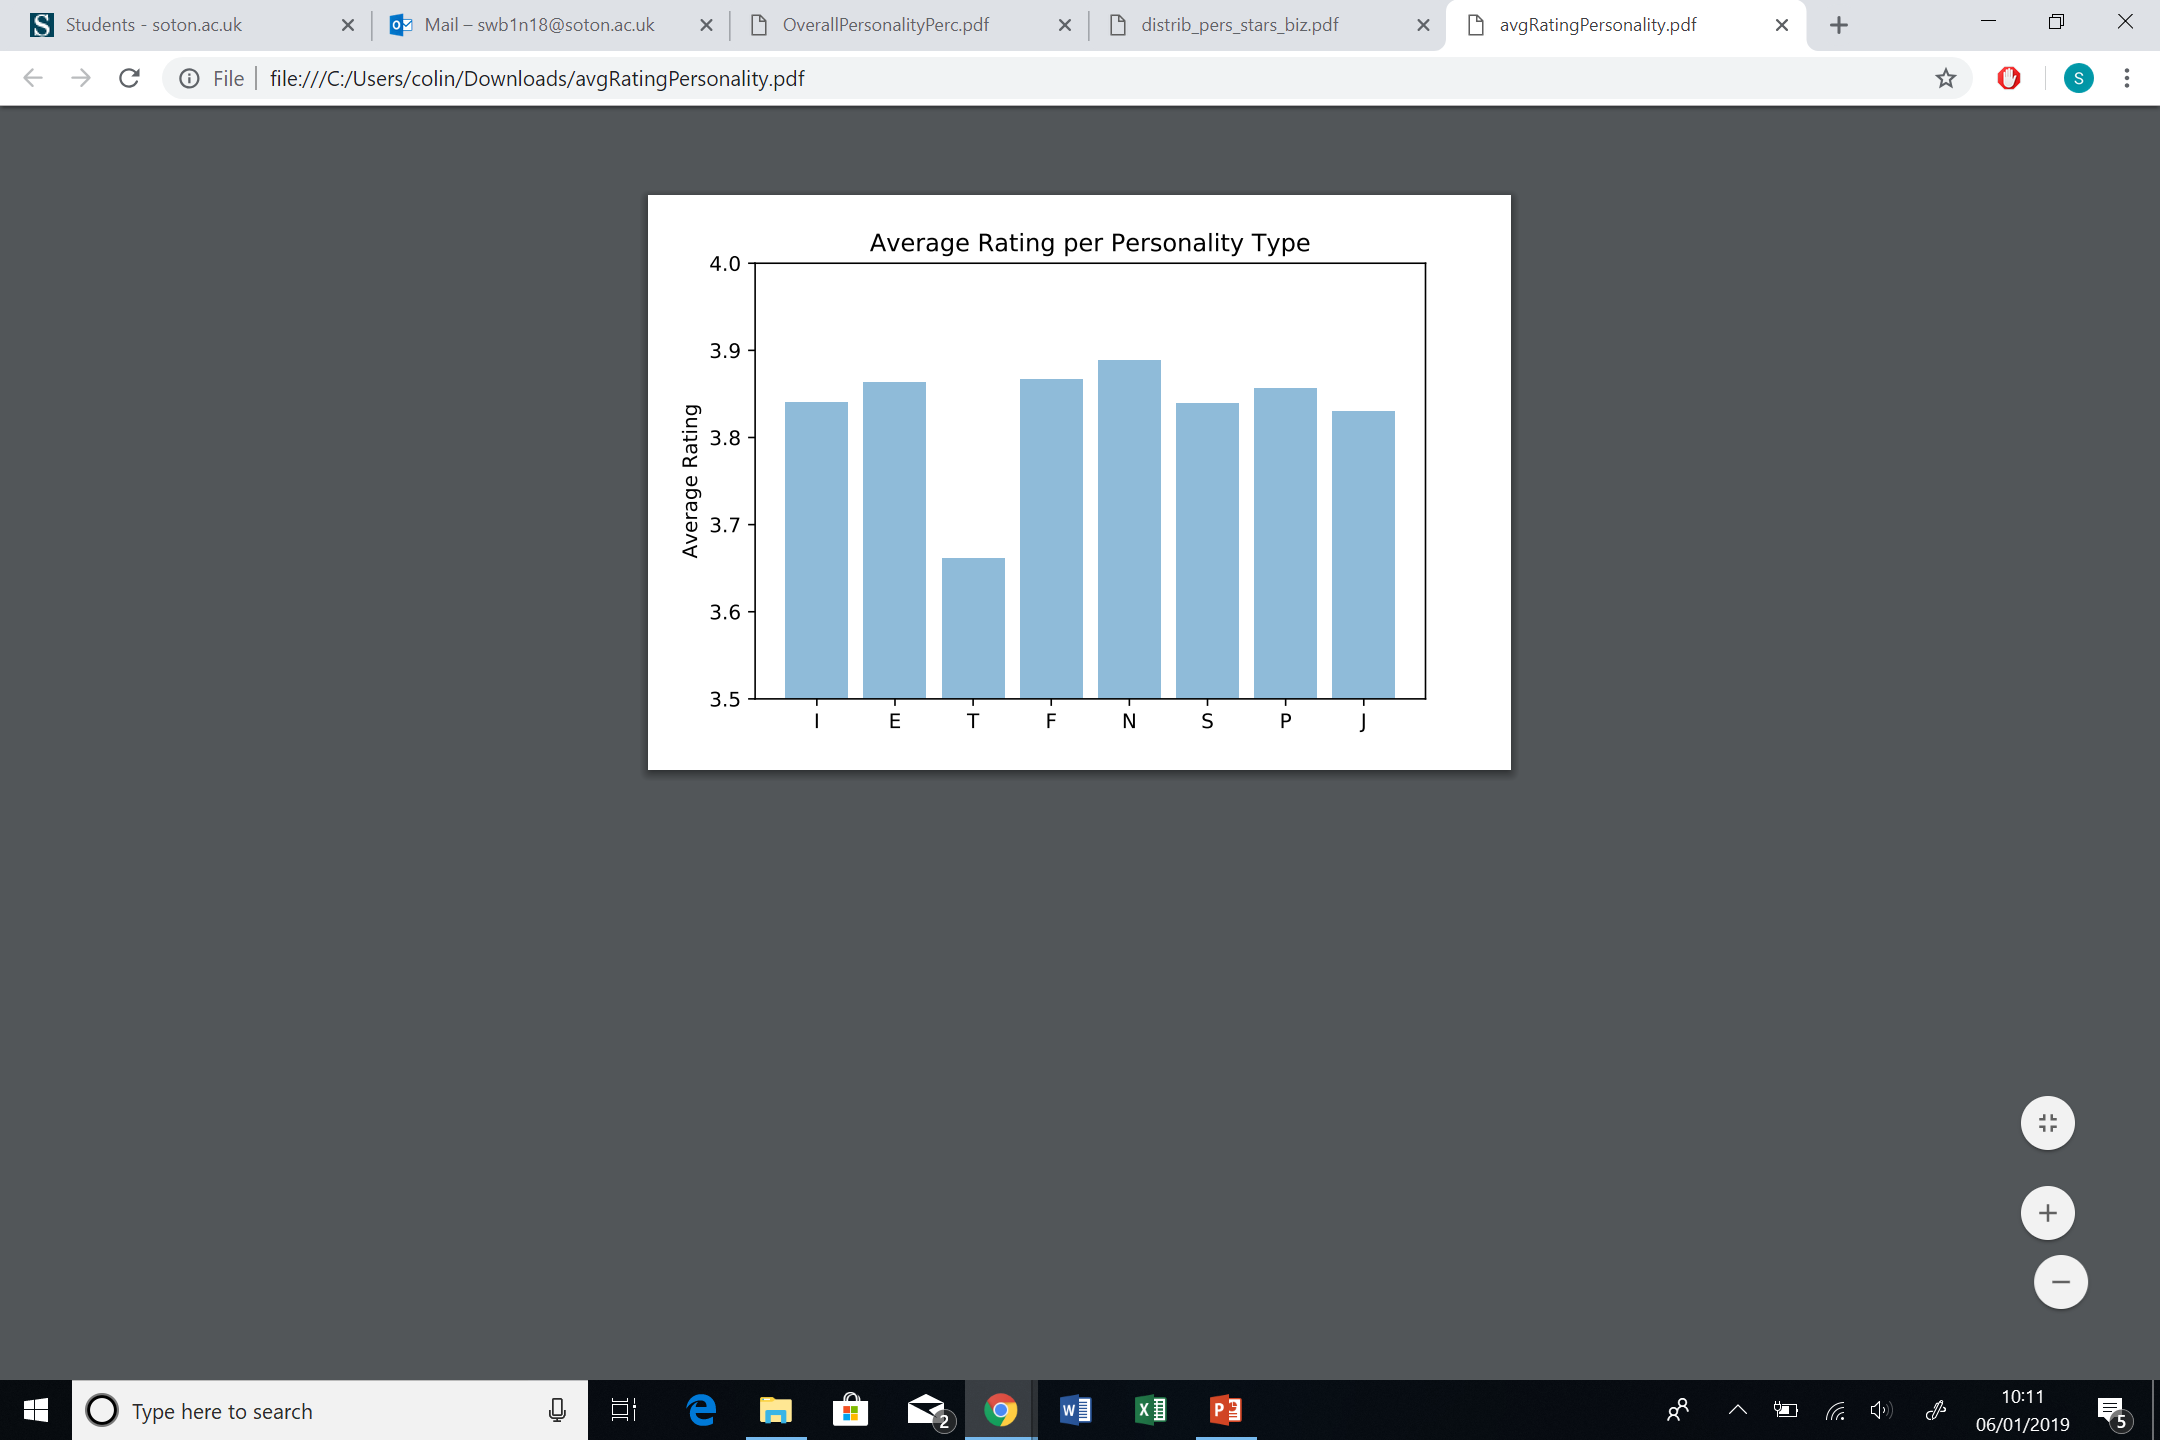 S Students - soton.ac.uk
Mail – swb1n18@soton.ac.uk
OverallPersonalityPerc.pdf
distrib_pers_stars_biz.pdf
avgRatingPersonality.pdf
File
file:///C:/Users/colin/Downloads/avgRatingPersonality.pdf
S
Average Rating per Personality Type
Average Rating
4.0
3.9
3.8
3.7
3.6
3.5
I E T F N S P J
Type here to search
2
10:11
06/01/2019
5